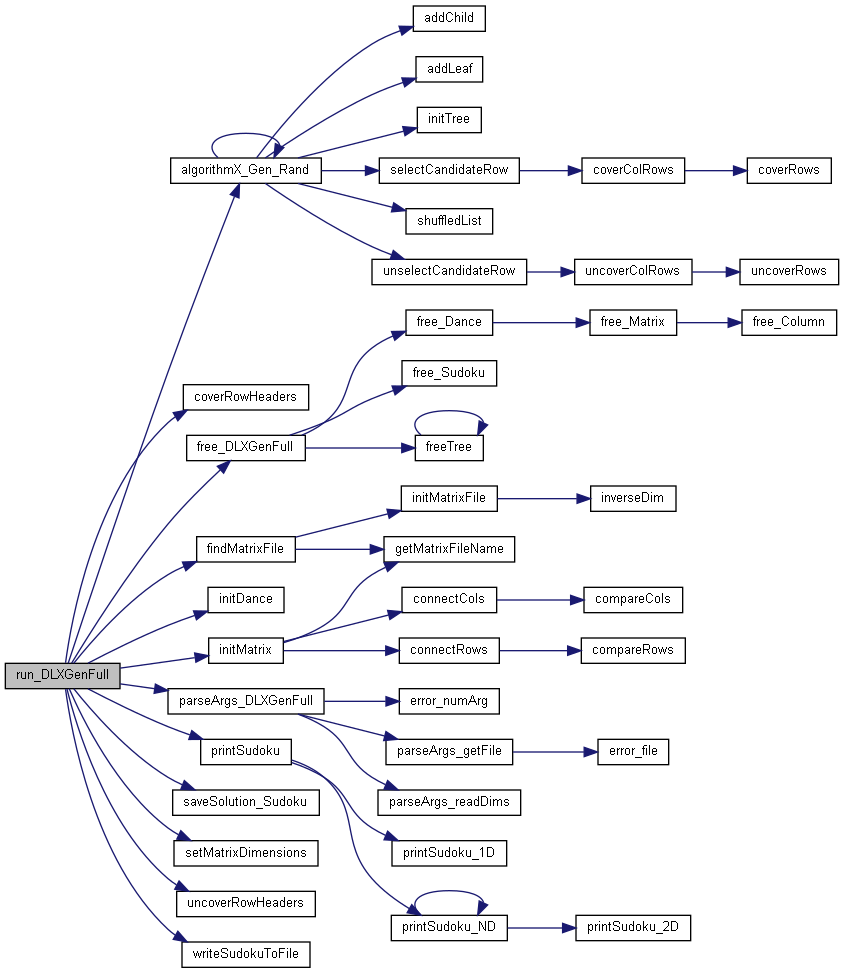 addChild
addLeaf
initTree
algorithmX_Gen_Rand
selectCandidateRow
coverColRows
coverRows
shuffledList
unselectCandidateRow
uncoverColRows
uncoverRows
free_Dance
free_Matrix
free_Column
free_Sudoku
coverRowHeaders
free_DLXGenFull
freeTree
initMatrixFile
inverseDim
findMatrixFile
getMatrixFileName
initDance
connectCols
compareCols
initMatrix
connectRows
compareRows
run_DLXGenFull
parseArgs_DLXGenFull
error_numArg
printSudoku
parseArgs_getFile
error_file
saveSolution_Sudoku
parseArgs_readDims
setMatrixDimensions
printSudoku_1D
uncoverRowHeaders
printSudoku_ND
printSudoku_2D
writeSudokuToFile